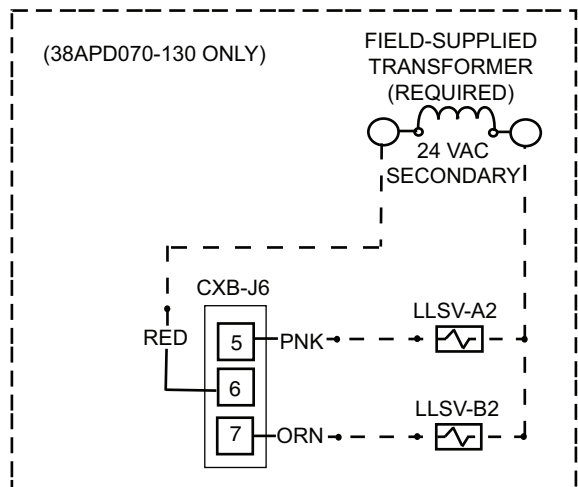 (38APD070-130 ONLY)
FIELD-SUPPLIED
TRANSFORMER
(REQUIRED)
24 VAC
SECONDARY
CXB-J6
LLSV-A2
RED
5
PNK
6
LLSV-B2
7
ORN